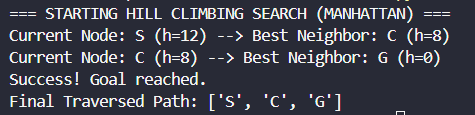 === STARTING HILL CLIMBING SEARCH (MANHATTAN) ===
Current Node: S (h=12) --> Best Neighbor: C (h=8)
Current Node: C (h=8) --> Best Neighbor: G (h=0)
Success! Goal reached.
Final Traversed Path: ['S', 'C', 'G']